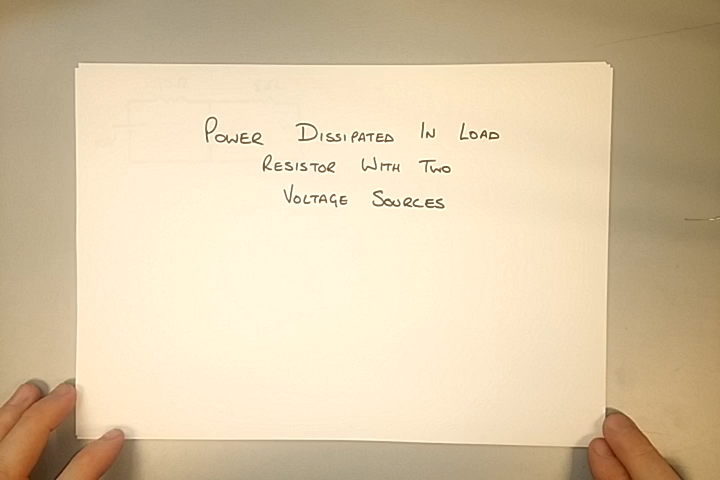 Power Dissipated In Load
Resistor With Two
Voltage Sources